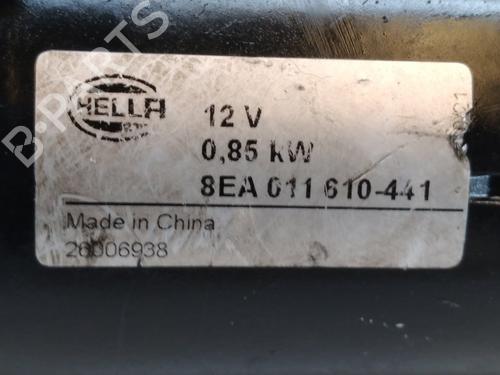 HELLA
12 V
0,85 kW
8EA 011 610-441
Made in China
26006938
B-PARTS